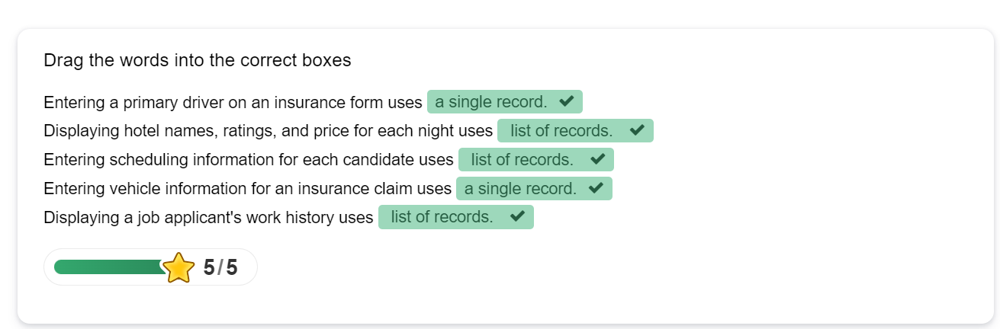 Drag the words into the correct boxes
Entering a primary driver on an insurance form uses a single record.
Displaying hotel names, ratings, and price for each night uses list of records.
Entering scheduling information for each candidate uses list of records.
Entering vehicle information for an insurance claim uses a single record.
Displaying a job applicant's work history uses list of records.
5/5